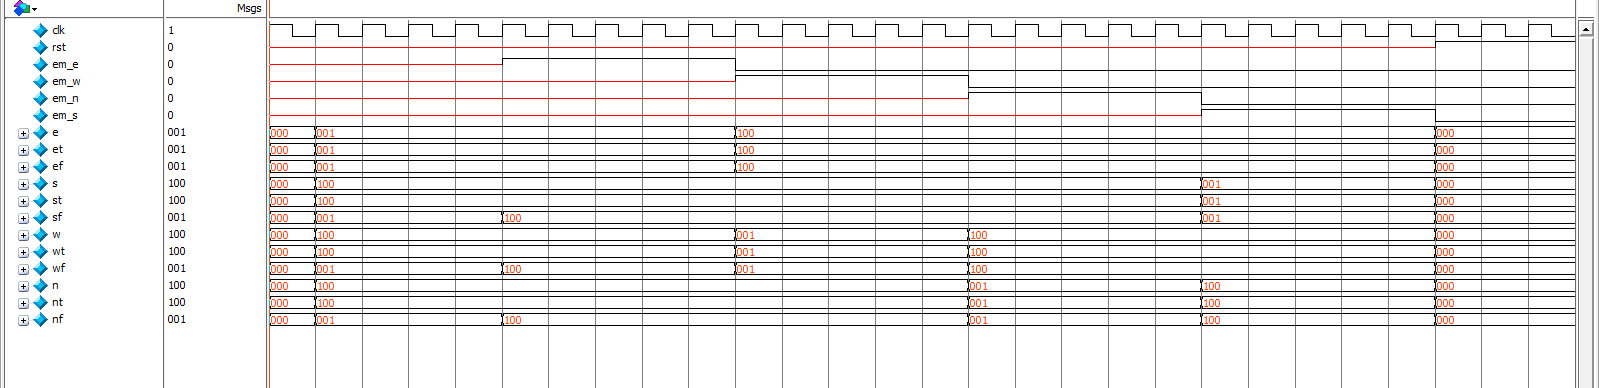 Msgs
clk 1
rst 0
em_e 0
em_w 0
em_n 0
em_s 0
e 001 000 001 100 000
et 001 000 001 100 000
ef 001 000 001 100 000
s 100 000 100 001 000
st 100 000 100 001 000
sf 001 000 001 100 001 000
w 100 000 100 001 100 000
wt 100 000 100 001 100 000
wf 001 000 001 100 001 100 000
n 100 000 100 001 100 000
nt 100 000 100 001 100 000
nf 001 000 001 100 001 100 000